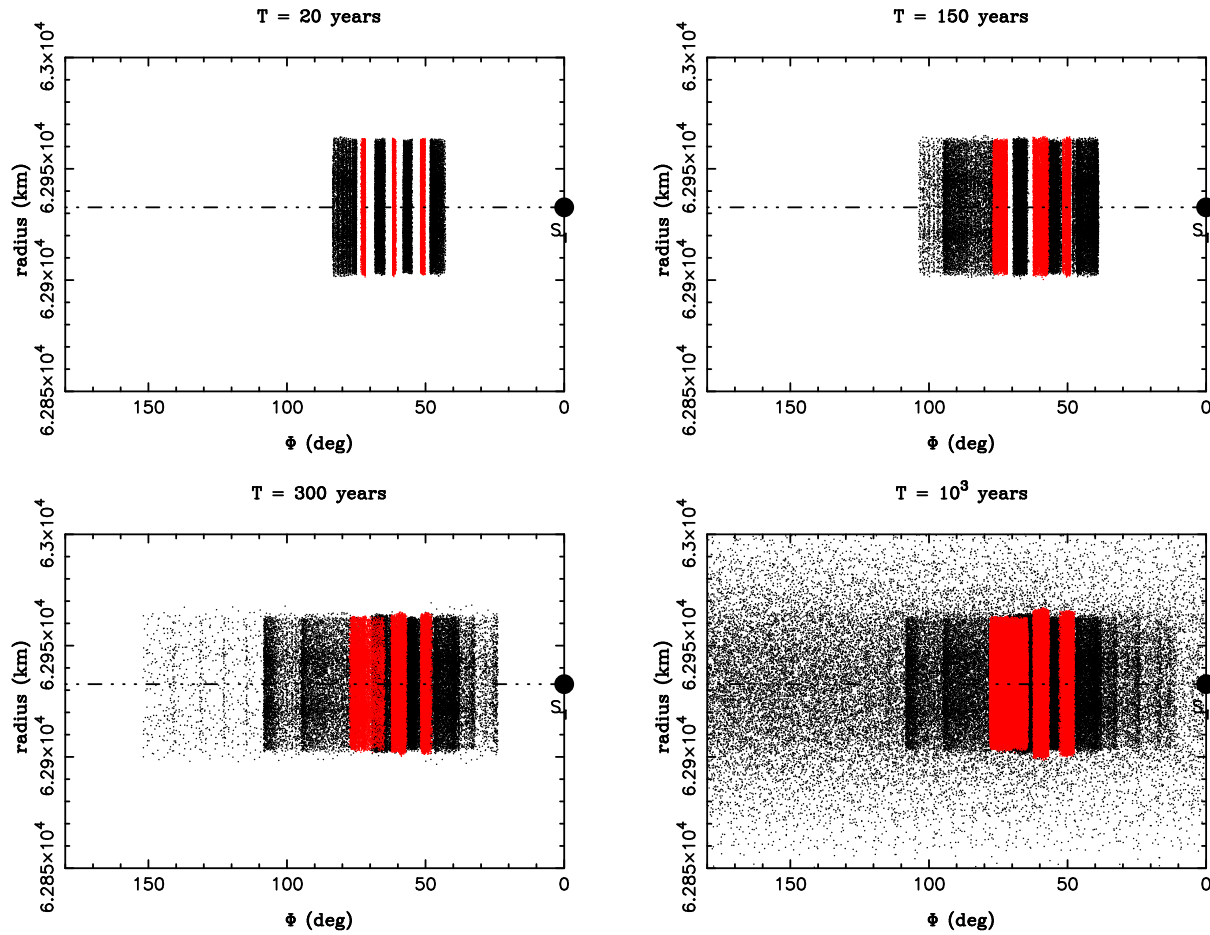 T = 20 years
6.3×10⁴
6.295×10⁴
6.29×10⁴
6.285×10⁴
radius (km)
S
150
100
50
0
Φ (deg)
T = 150 years
6.3×10⁴
6.295×10⁴
6.29×10⁴
6.285×10⁴
radius (km)
S
150
100
50
0
Φ (deg)
T = 300 years
6.3×10⁴
6.295×10⁴
6.29×10⁴
6.285×10⁴
radius (km)
S
150
100
50
0
Φ (deg)
T = 10³ years
6.3×10⁴
6.295×10⁴
6.29×10⁴
6.285×10⁴
radius (km)
150
100
50
0
Φ (deg)